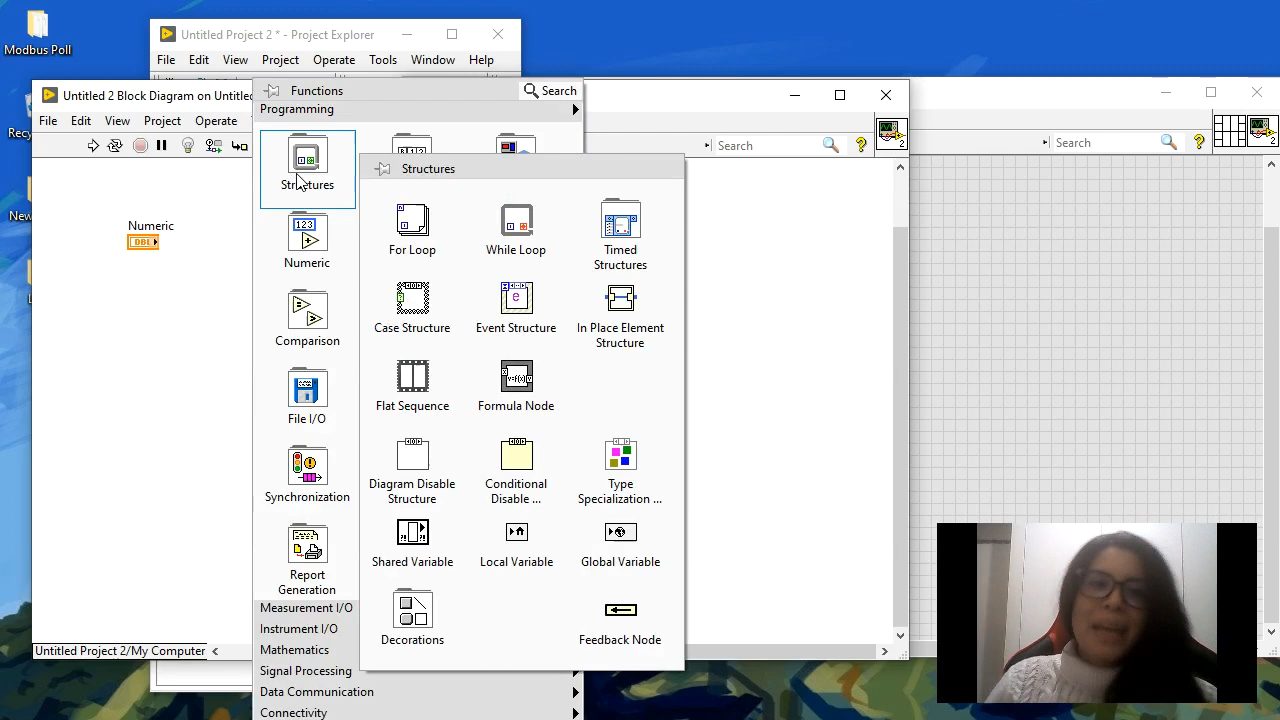 Modbus Poll
Untitled Project 2 * - Project Explorer
File Edit View Project Operate Tools Window Help
Untitled 2 Block Diagram on Untitled
File Edit View Project Operate
Search
Search
2
2
Functions
Search
Programming
Structures
Numeric
Comparison
File I/O
Synchronization
Report
Generation
Measurement I/O
Instrument I/O
Mathematics
Signal Processing
Data Communication
Connectivity
Structures
For Loop
While Loop
Timed
Structures
Case Structure
Event Structure
In Place Element
Structure
Flat Sequence
Formula Node
Diagram Disable
Structure
Conditional
Disable ...
Type
Specialization ...
Shared Variable
Local Variable
Global Variable
Decorations
Feedback Node
Numeric
DBL
123
Untitled Project 2/My Computer